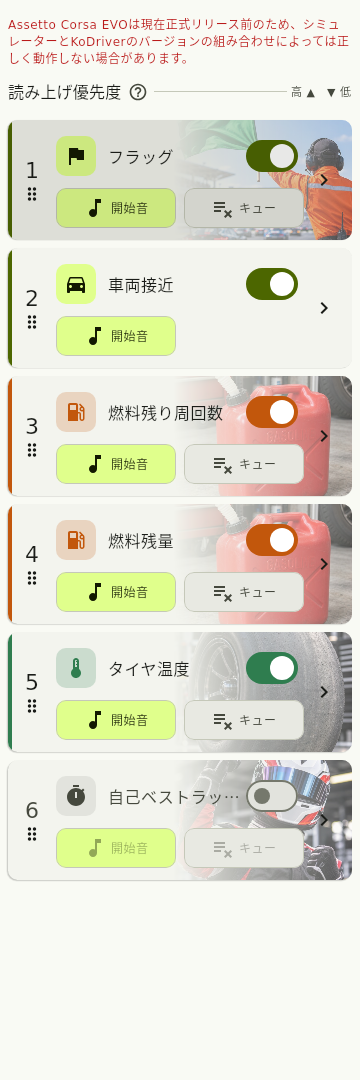 Assetto Corsa EVOは現在正式リリース前のため、シミュ
レーターとKoDriverのバージョンの組み合わせによっては正
しく動作しない場合があります。
読み上げ優先度 ? 高 ▲ ▼ 低
1 フラッグ
開始音 キュー
2 車両接近
開始音
3 燃料残り周回数
開始音 キュー
4 燃料残量
開始音 キュー
5 タイヤ温度
開始音 キュー
6 自己ベストラッ…
開始音 キュー